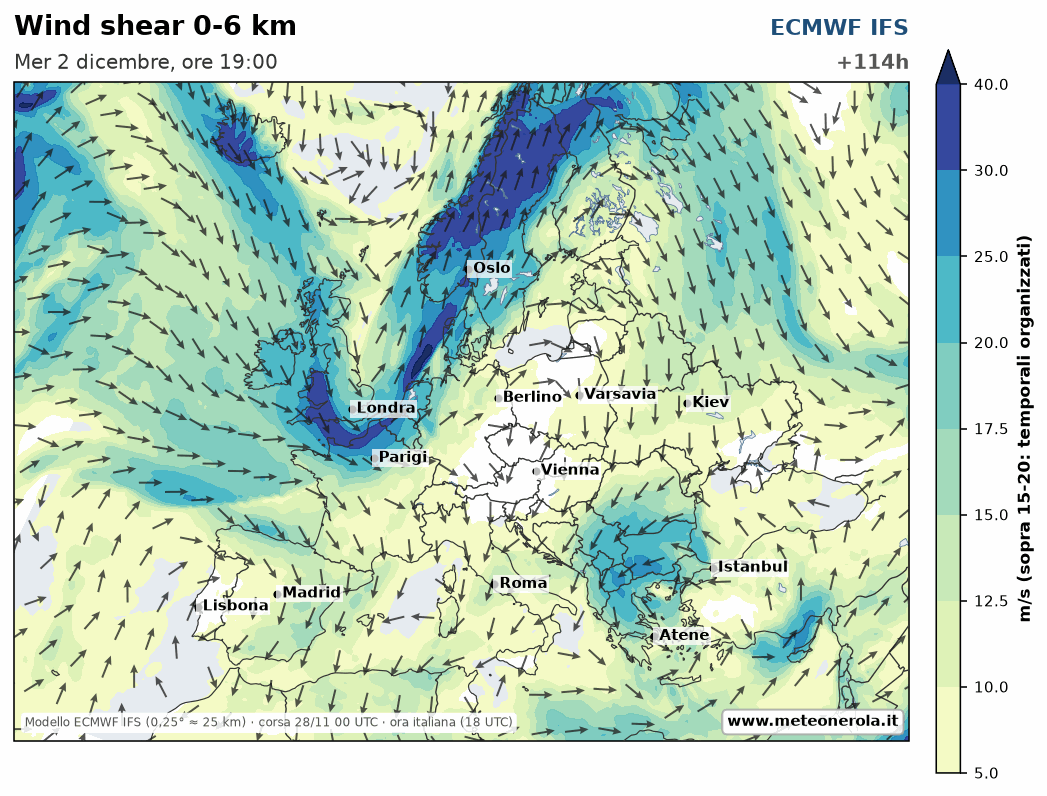 Wind shear 0-6 km
ECMWF IFS
Mer 2 dicembre, ore 19:00
+114h
40.0
30.0
25.0
20.0
17.5
15.0
12.5
10.0
5.0
m/s (sopra 15-20: temporali organizzati)
Oslo
Londra
Berlino
Varsavia
Kiev
Parigi
Vienna
Istanbul
Roma
Madrid
Lisbona
Atene
Modello ECMWF IFS (0,25° ≈ 25 km) · corsa 28/11 00 UTC · ora italiana (18 UTC)
www.meteonerola.it